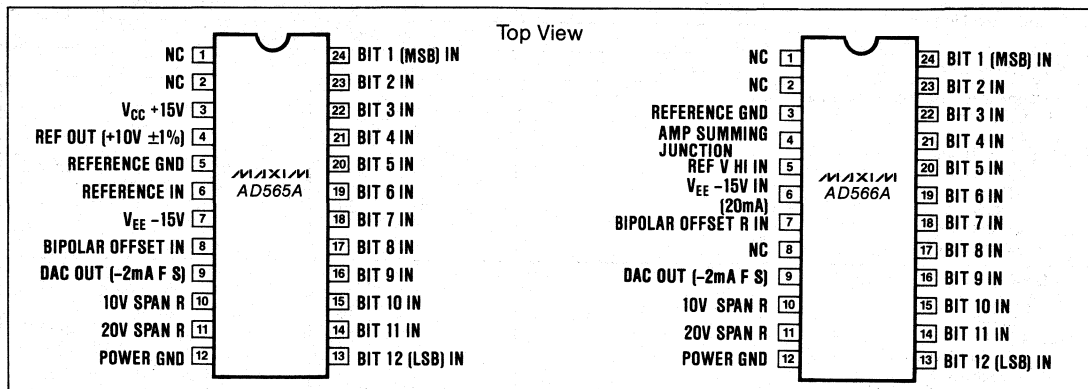 Top View
NC 1
NC 2
VCC +15V 3
REF OUT (+10V ±1%) 4
REFERENCE GND 5
REFERENCE IN 6
VEE −15V 7
BIPOLAR OFFSET IN 8
DAC OUT (−2mA F S) 9
10V SPAN R 10
20V SPAN R 11
POWER GND 12
MAXIM
AD565A
24 BIT 1 (MSB) IN
23 BIT 2 IN
22 BIT 3 IN
21 BIT 4 IN
20 BIT 5 IN
19 BIT 6 IN
18 BIT 7 IN
17 BIT 8 IN
16 BIT 9 IN
15 BIT 10 IN
14 BIT 11 IN
13 BIT 12 (LSB) IN
NC 1
NC 2
REFERENCE GND 3
AMP SUMMING
JUNCTION 4
REF V HI IN 5
VEE −15V IN
(20mA) 6
BIPOLAR OFFSET R IN 7
NC 8
DAC OUT (−2mA F S) 9
10V SPAN R 10
20V SPAN R 11
POWER GND 12
MAXIM
AD566A
24 BIT 1 (MSB) IN
23 BIT 2 IN
22 BIT 3 IN
21 BIT 4 IN
20 BIT 5 IN
19 BIT 6 IN
18 BIT 7 IN
17 BIT 8 IN
16 BIT 9 IN
15 BIT 10 IN
14 BIT 11 IN
13 BIT 12 (LSB) IN